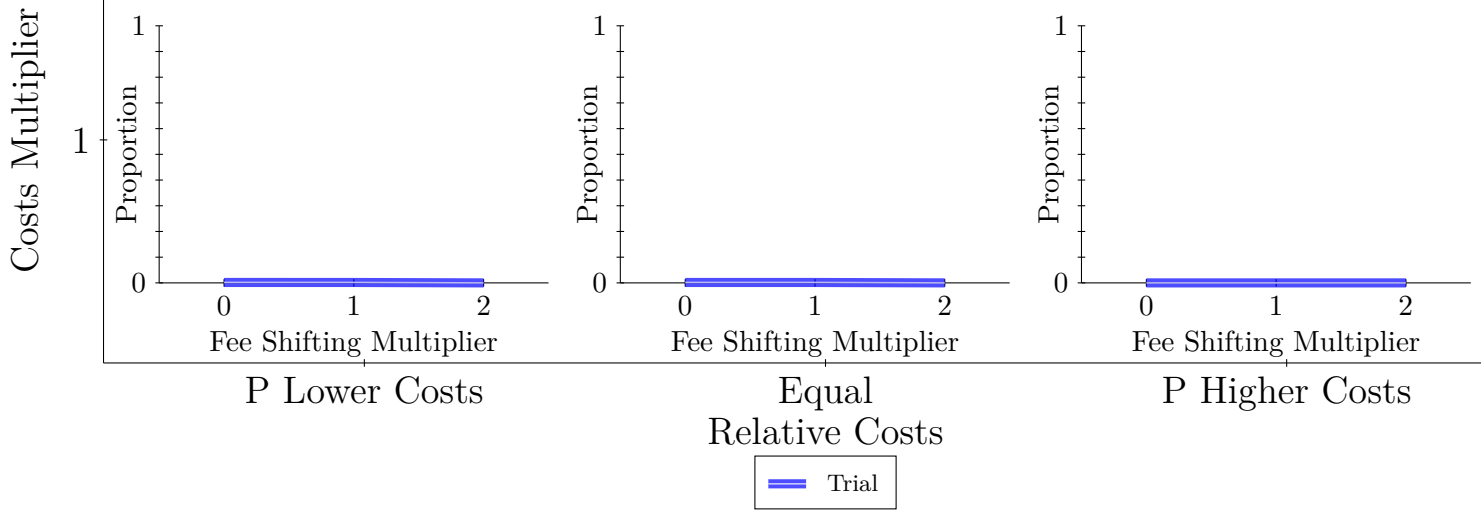 Costs Multiplier
1
1
Proportion
0
0 1 2
Fee Shifting Multiplier
P Lower Costs
1
Proportion
0
0 1 2
Fee Shifting Multiplier
Equal
1
Proportion
0
0 1 2
Fee Shifting Multiplier
P Higher Costs
Relative Costs
Trial